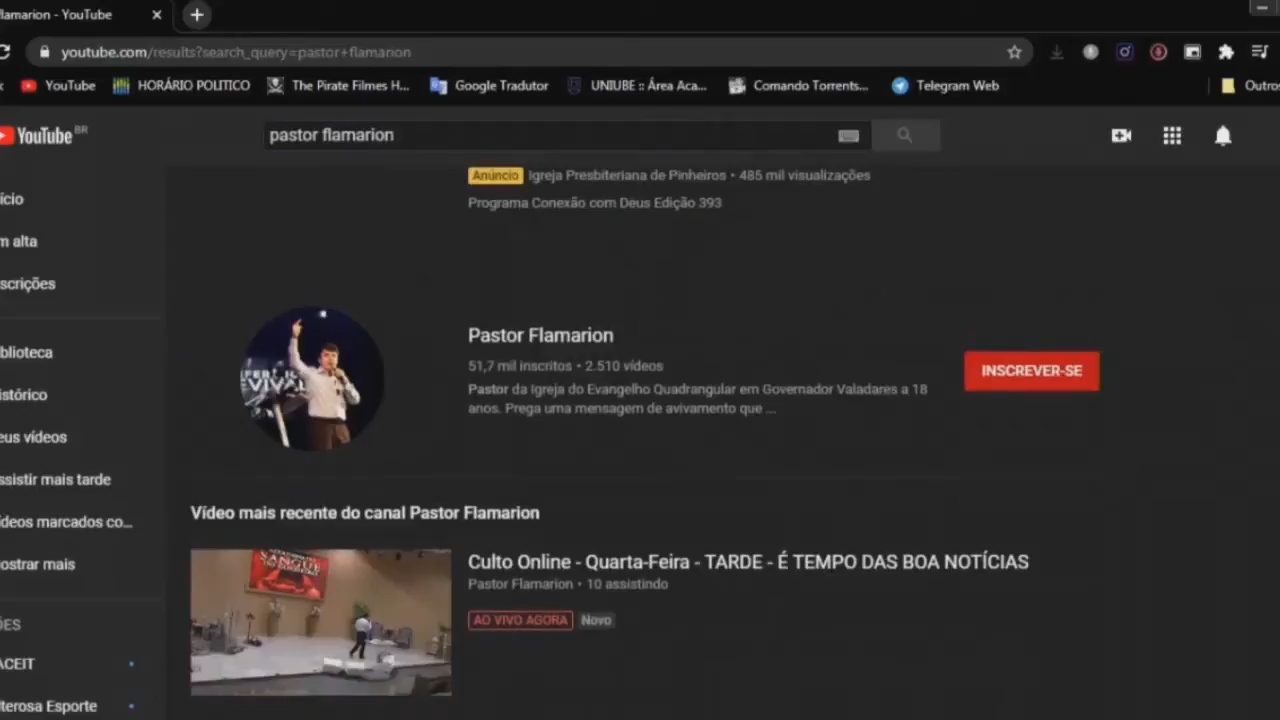 lamarion - YouTube
youtube.com/results?search_query=pastor+flamarion
YouTube
HORÁRIO POLITICO
The Pirate Filmes H...
Google Tradutor
UNIUBE :: Área Aca...
Comando Torrents...
Telegram Web
Outros
YouTube BR
pastor flamarion
Anúncio Igreja Presbiteriana de Pinheiros • 485 mil visualizações
Programa Conexão com Deus Edição 393
ício
m alta
scrições
blioteca
istórico
eus vídeos
ssistir mais tarde
ídeos marcados co...
ostrar mais
ÕES
ACEIT
lterosa Esporte
Pastor Flamarion
51,7 mil inscritos • 2.510 vídeos
Pastor da Igreja do Evangelho Quadrangular em Governador Valadares a 18
anos. Prega uma mensagem de avivamento que ...
INSCREVER-SE
Vídeo mais recente do canal Pastor Flamarion
SANGUE
Culto Online - Quarta-Feira - TARDE - É TEMPO DAS BOA NOTÍCIAS
Pastor Flamarion • 10 assistindo
AO VIVO AGORA Novo